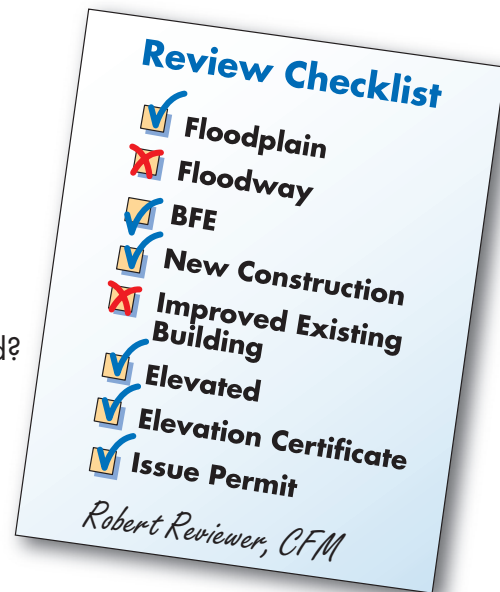 Review Checklist
Floodplain
Floodway
BFE
New Construction
d?
Improved Existing
Building
Elevated
Elevation Certificate
Issue Permit
Robert Reviewer, CFM